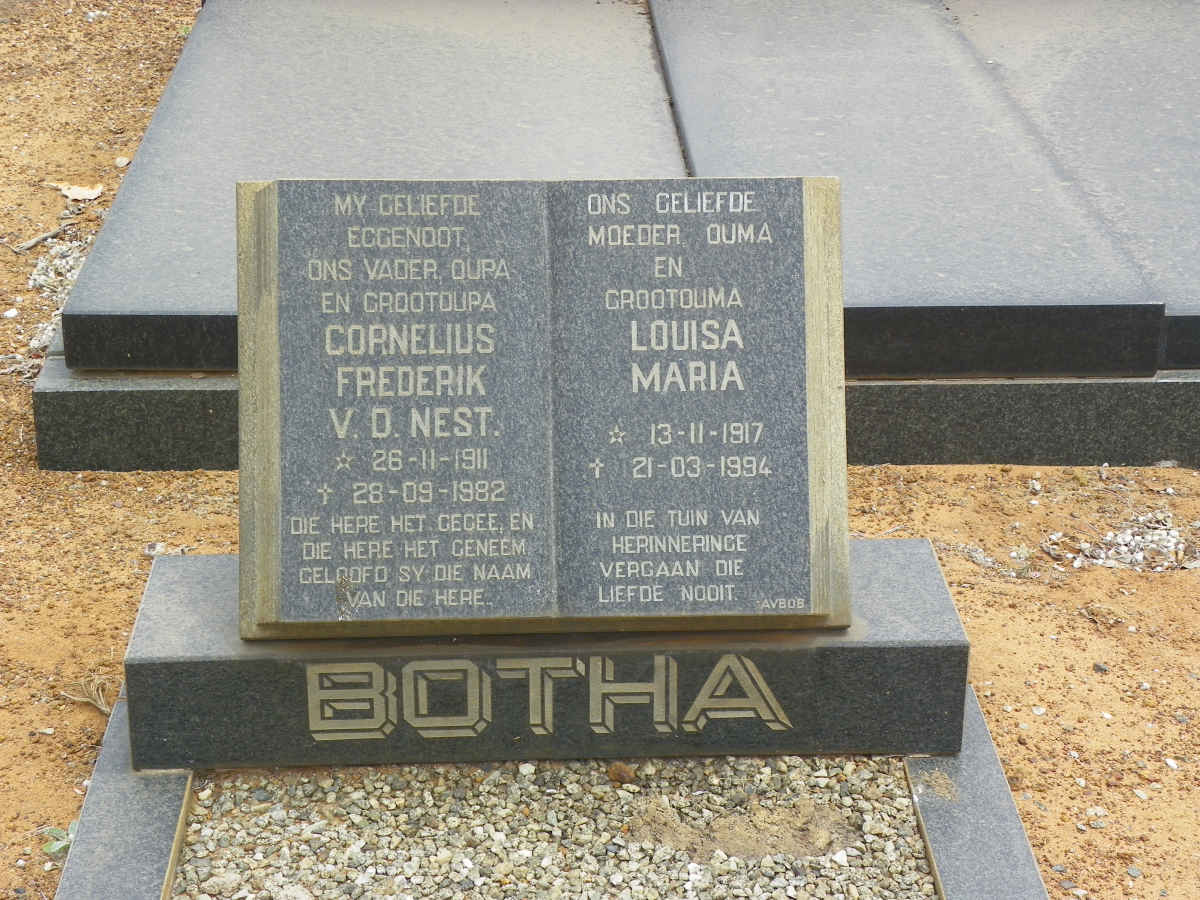 MY GELIEFDE
EGGENOOT,
ONS VADER, OUPA
EN GROOTOUPA
CORNELIUS
FREDERIK
V. D. NEST.
☆ 26-11-1911
✝ 28-09-1982
DIE HERE HET GEGEE, EN
DIE HERE HET GENEEM
GELOOFD SY DIE NAAM
VAN DIE HERE.
ONS GELIEFDE
MOEDER, OUMA
EN
GROOTOUMA
LOUISA
MARIA
☆ 13-11-1917
✝ 21-03-1994
IN DIE TUIN VAN
HERINNERINGE
VERGAAN DIE
LIEFDE NOOIT.
AVBOB
BOTHA